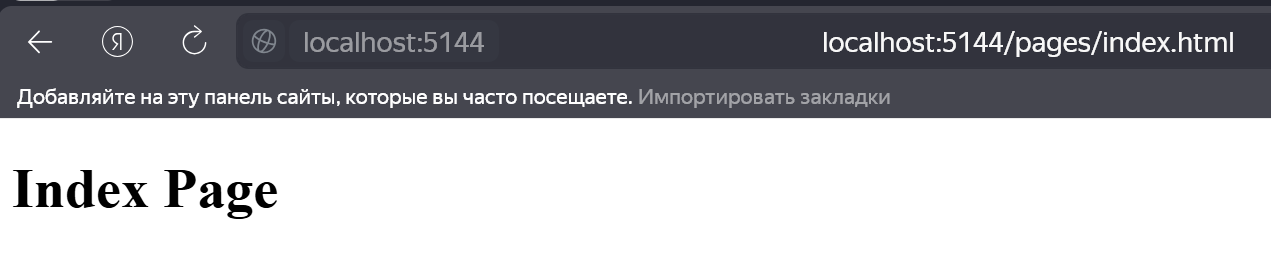 Я localhost:5144 localhost:5144/pages/index.html
Добавляйте на эту панель сайты, которые вы часто посещаете. Импортировать закладки
Index Page